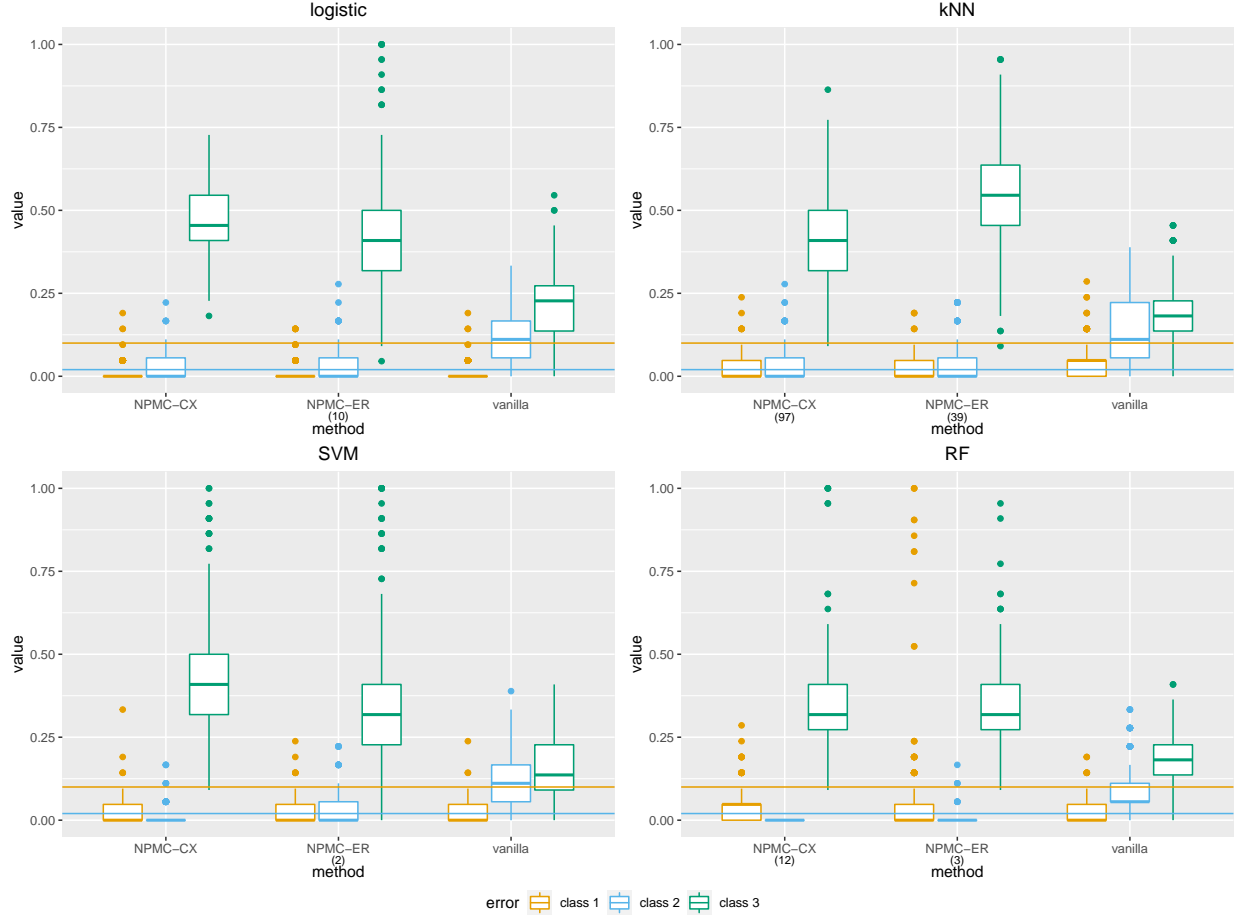 logistic
1.00
0.75
0.50
0.25
0.00
value
NPMC−CX
NPMC−ER
(10)
vanilla
method
kNN
1.00
0.75
0.50
0.25
0.00
value
NPMC−CX
(97)
NPMC−ER
(39)
vanilla
method
SVM
1.00
0.75
0.50
0.25
0.00
value
NPMC−CX
NPMC−ER
(2)
vanilla
method
RF
1.00
0.75
0.50
0.25
0.00
value
NPMC−CX
(12)
NPMC−ER
(3)
vanilla
method
error class 1 class 2 class 3